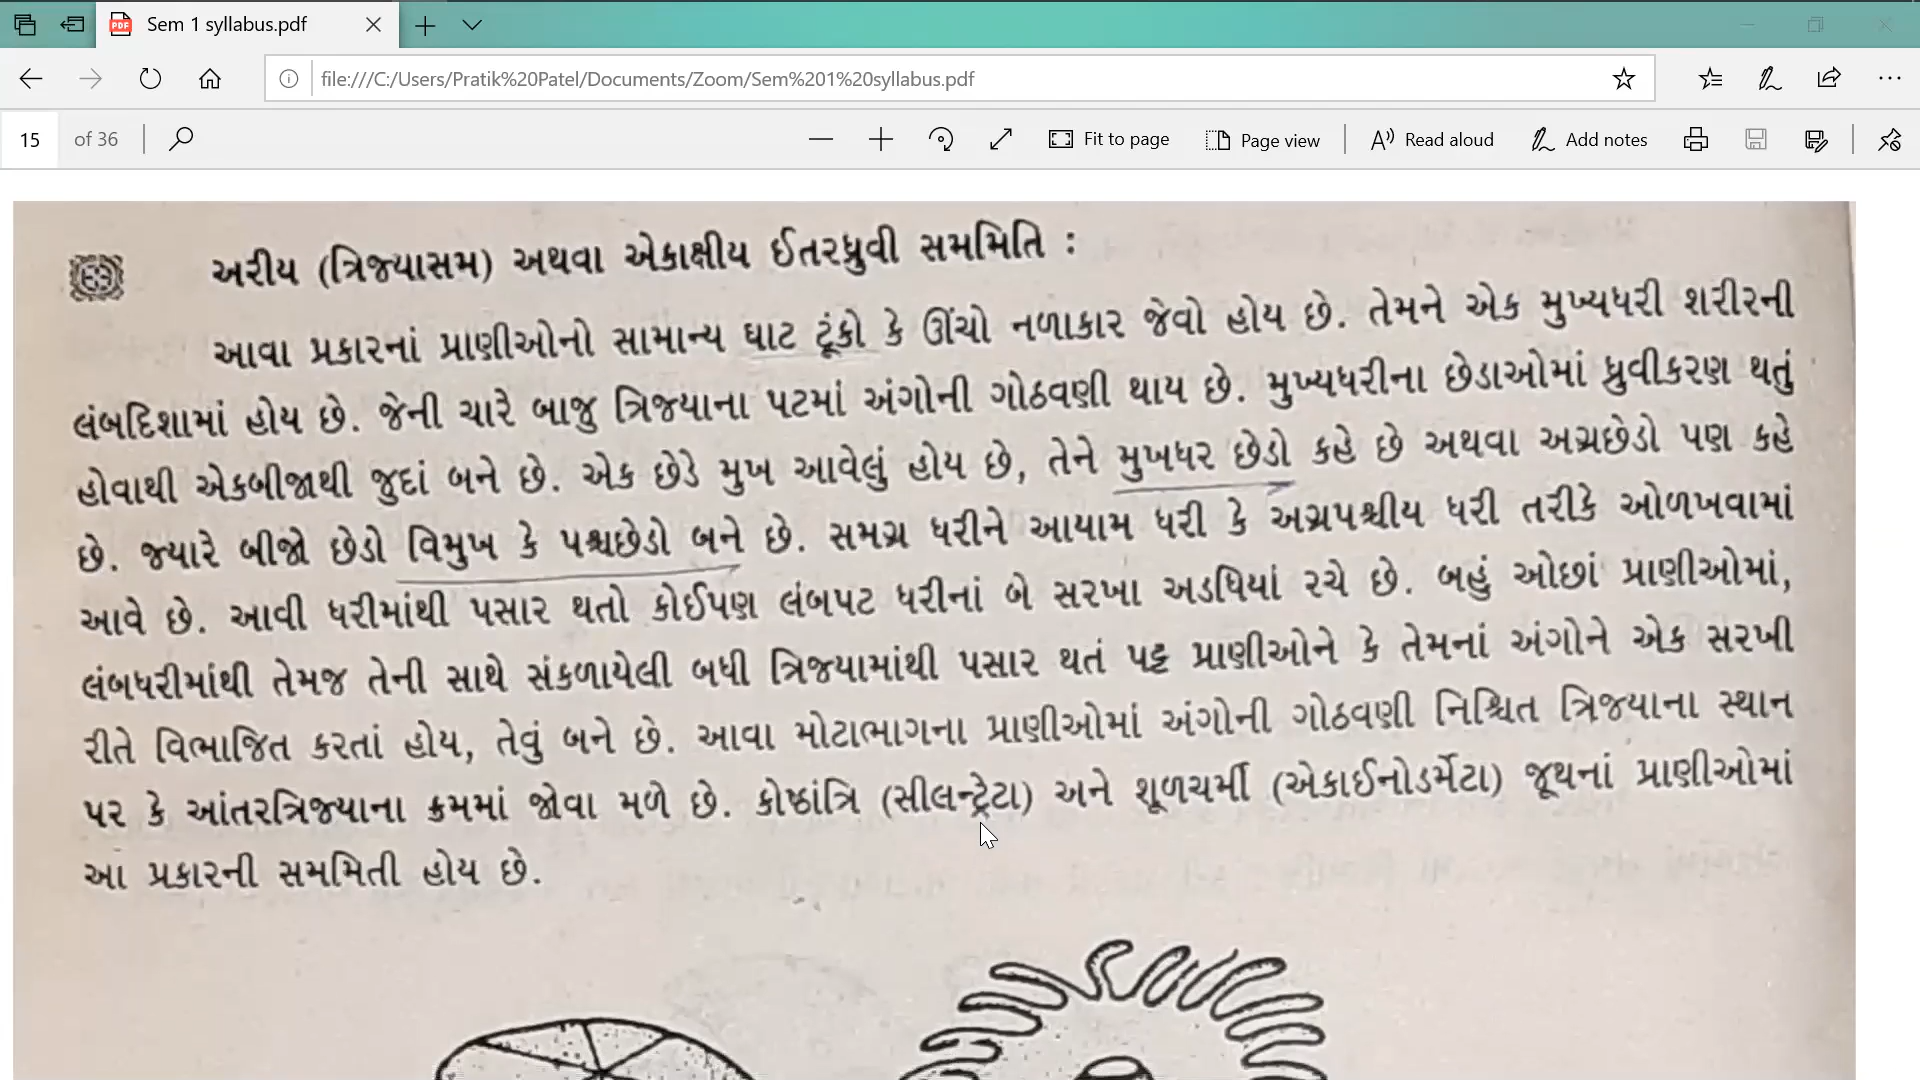 Sem 1 syllabus.pdf
file:///C:/Users/Pratik%20Patel/Documents/Zoom/Sem%201%20syllabus.pdf
15 of 36 Fit to page Page view Read aloud Add notes
અરીય (ત્રિજ્યાસમ) અથવા એકાક્ષીય ઈતરધ્રુવી સમમિતિ :
આવા પ્રકારનાં પ્રાણીઓનો સામાન્ય ઘાટ ટૂંકો કે ઊંચો નળાકાર જેવો હોય છે. તેમને એક મુખ્યધરી શરીરની
લંબદિશામાં હોય છે. જેની ચારે બાજુ ત્રિજ્યાના પટમાં અંગોની ગોઠવણી થાય છે. મુખ્યધરીના છેડાઓમાં ધ્રુવીકરણ થતું
હોવાથી એકબીજાથી જુદાં બને છે. એક છેડે મુખ આવેલું હોય છે, તેને મુખધર છેડો કહે છે અથવા અગ્રછેડો પણ કહે
છે. જ્યારે બીજો છેડો વિમુખ કે પશ્ચછેડો બને છે. સમગ્ર ધરીને આયામ ધરી કે અગ્રપશ્ચીય ધરી તરીકે ઓળખવામાં
આવે છે. આવી ધરીમાંથી પસાર થતો કોઈપણ લંબપટ ધરીનાં બે સરખા અડધિયાં રચે છે. બહું ઓછાં પ્રાણીઓમાં,
લંબધરીમાંથી તેમજ તેની સાથે સંકળાયેલી બધી ત્રિજ્યામાંથી પસાર થતં પટ્ટ પ્રાણીઓને કે તેમનાં અંગોને એક સરખી
રીતે વિભાજિત કરતાં હોય, તેવું બને છે. આવા મોટાભાગના પ્રાણીઓમાં અંગોની ગોઠવણી નિશ્ચિત ત્રિજ્યાના સ્થાન
પર કે આંતરત્રિજ્યાના ક્રમમાં જોવા મળે છે. કોષ્ઠાંત્રિ (સીલન્ટ્રેટા) અને શૂળચર્મી (એકાઈનોડર્મેટા) જૂથનાં પ્રાણીઓમાં
આ પ્રકારની સમમિતી હોય છે.